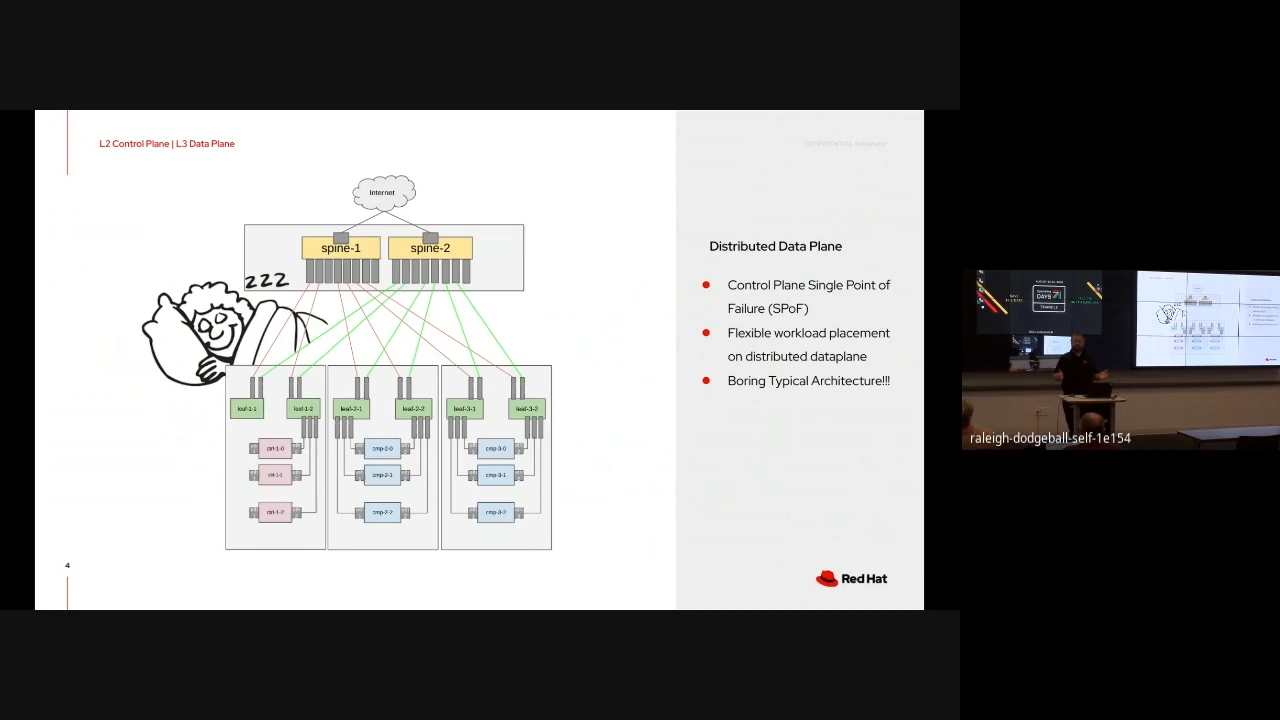 L2 Control Plane | L3 Data Plane
Internet
spine-1
spine-2
zzz
leaf-1-1
leaf-1-2
leaf-2-1
leaf-2-2
leaf-3-1
leaf-3-2
ctrl-1-0
cmp-2-0
cmp-3-0
ctrl-1-1
cmp-2-1
cmp-3-1
ctrl-1-2
cmp-2-2
cmp-3-2
4
CONFIDENTIAL designator
Distributed Data Plane
Control Plane Single Point of
Failure (SPoF)
Flexible workload placement
on distributed dataplane
Boring Typical Architecture!!!
Red Hat
DAYS
raleigh-dodgeball-self-1e154